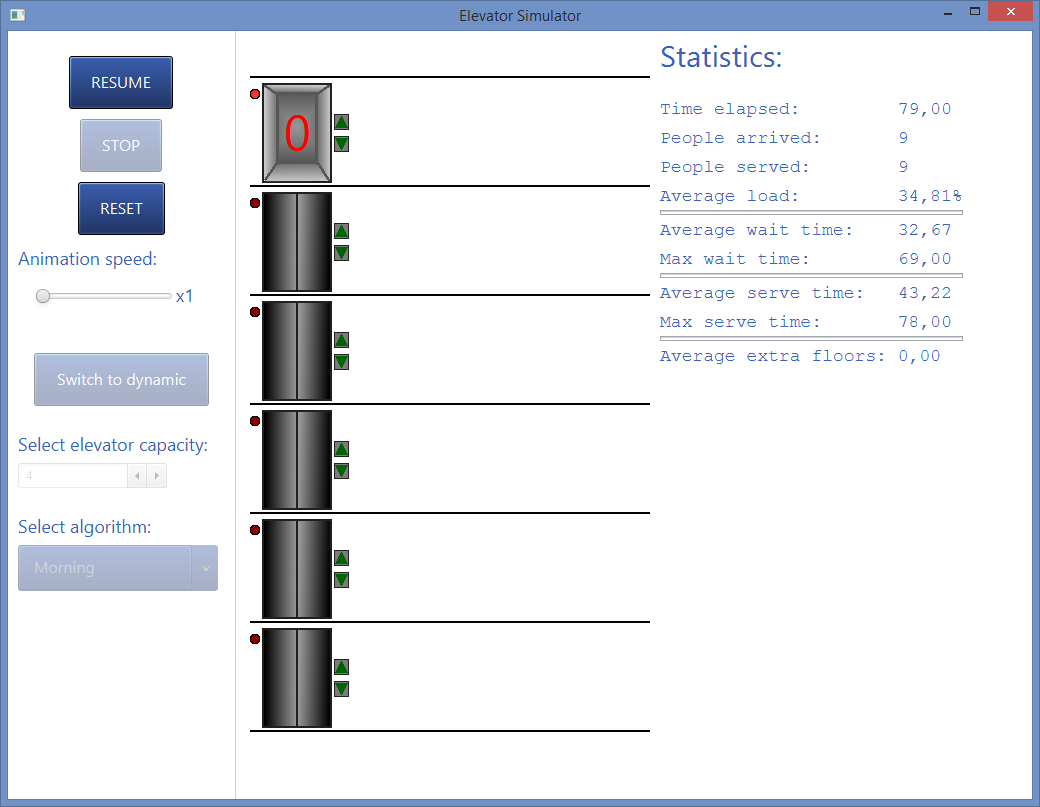 Elevator Simulator
RESUME
STOP
RESET
Animation speed:
x1
Switch to dynamic
Select elevator capacity:
4
Select algorithm:
Morning
0
Statistics:
Time elapsed: 79,00
People arrived: 9
People served: 9
Average load: 34,81%
Average wait time: 32,67
Max wait time: 69,00
Average serve time: 43,22
Max serve time: 78,00
Average extra floors: 0,00